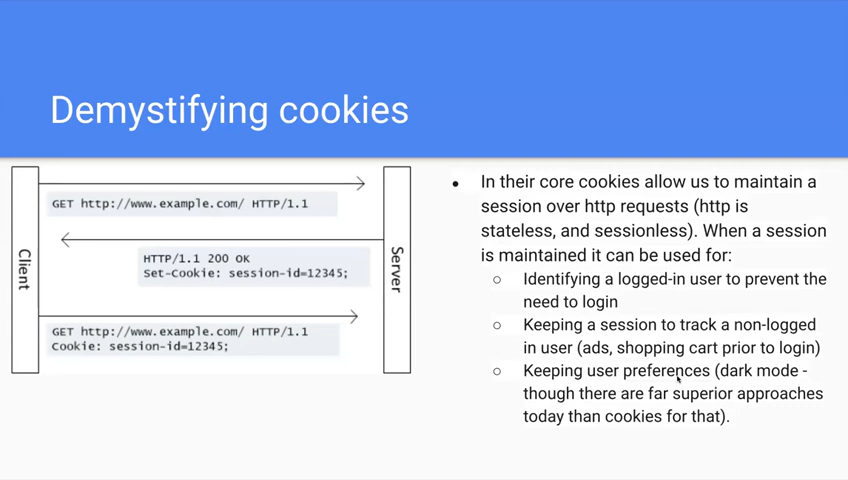 Demystifying cookies
Client
GET http://www.example.com/ HTTP/1.1
HTTP/1.1 200 OK
Set-Cookie: session-id=12345;
GET http://www.example.com/ HTTP/1.1
Cookie: session-id=12345;
Server
● In their core cookies allow us to maintain a
session over http requests (http is
stateless, and sessionless). When a session
is maintained it can be used for:
○ Identifying a logged-in user to prevent the
need to login
○ Keeping a session to track a non-logged
in user (ads, shopping cart prior to login)
○ Keeping user preferences (dark mode -
though there are far superior approaches
today than cookies for that).